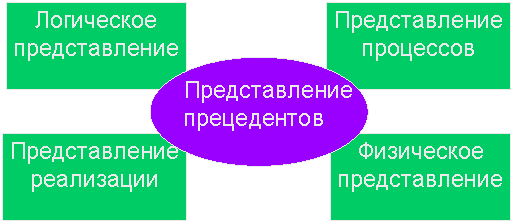 Логическое
представление
Представление
процессов
Представление
прецедентов
Представление
реализации
Физическое
представление